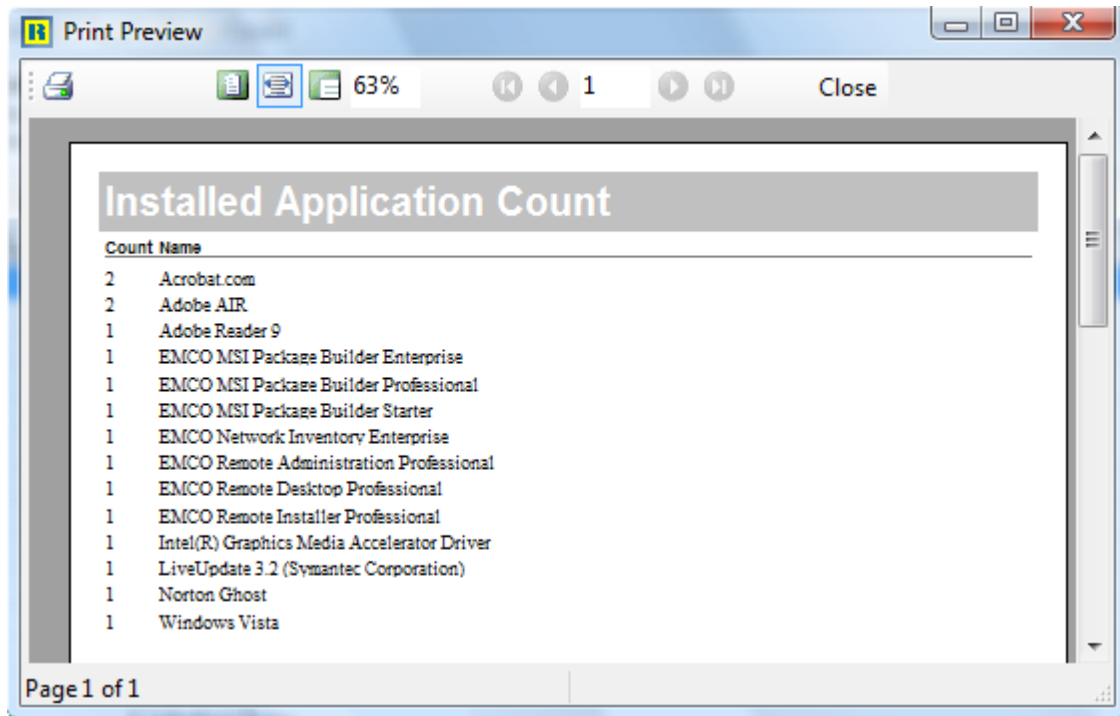 Print Preview
63% 1 Close
Installed Application Count
Count Name
2 Acrobat.com
2 Adobe AIR
1 Adobe Reader 9
1 EMCO MSI Package Builder Enterprise
1 EMCO MSI Package Builder Professional
1 EMCO MSI Package Builder Starter
1 EMCO Network Inventory Enterprise
1 EMCO Remote Administration Professional
1 EMCO Remote Desktop Professional
1 EMCO Remote Installer Professional
1 Intel(R) Graphics Media Accelerator Driver
1 LiveUpdate 3.2 (Symantec Corporation)
1 Norton Ghost
1 Windows Vista
Page 1 of 1